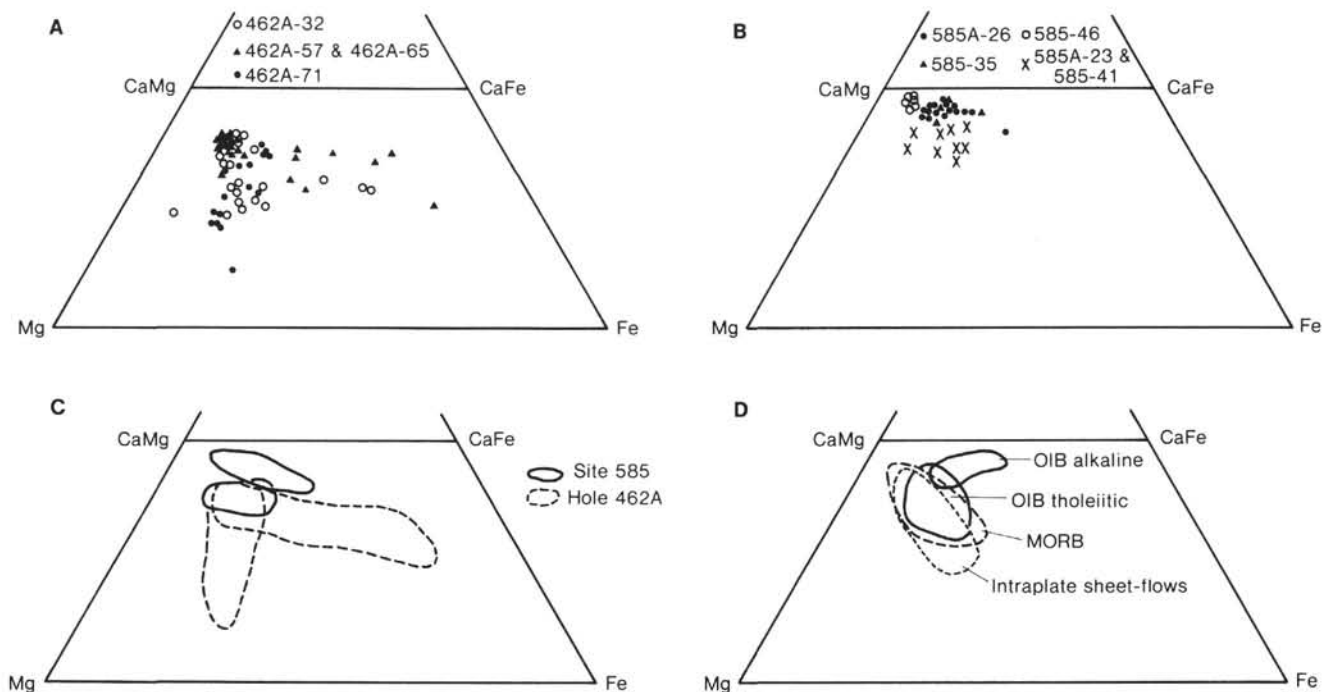 A
○ 462A-32
▲ 462A-57 & 462A-65
● 462A-71
CaMg
CaFe
Mg
Fe
B
● 585A-26 ○ 585-46
▲ 585-35 X 585A-23 &
585-41
CaMg
CaFe
Mg
Fe
C
CaMg
CaFe
Site 585
Hole 462A
Mg
Fe
D
CaMg
CaFe
OIB alkaline
OIB tholeiitic
MORB
Intraplate sheet-flows
Mg
Fe